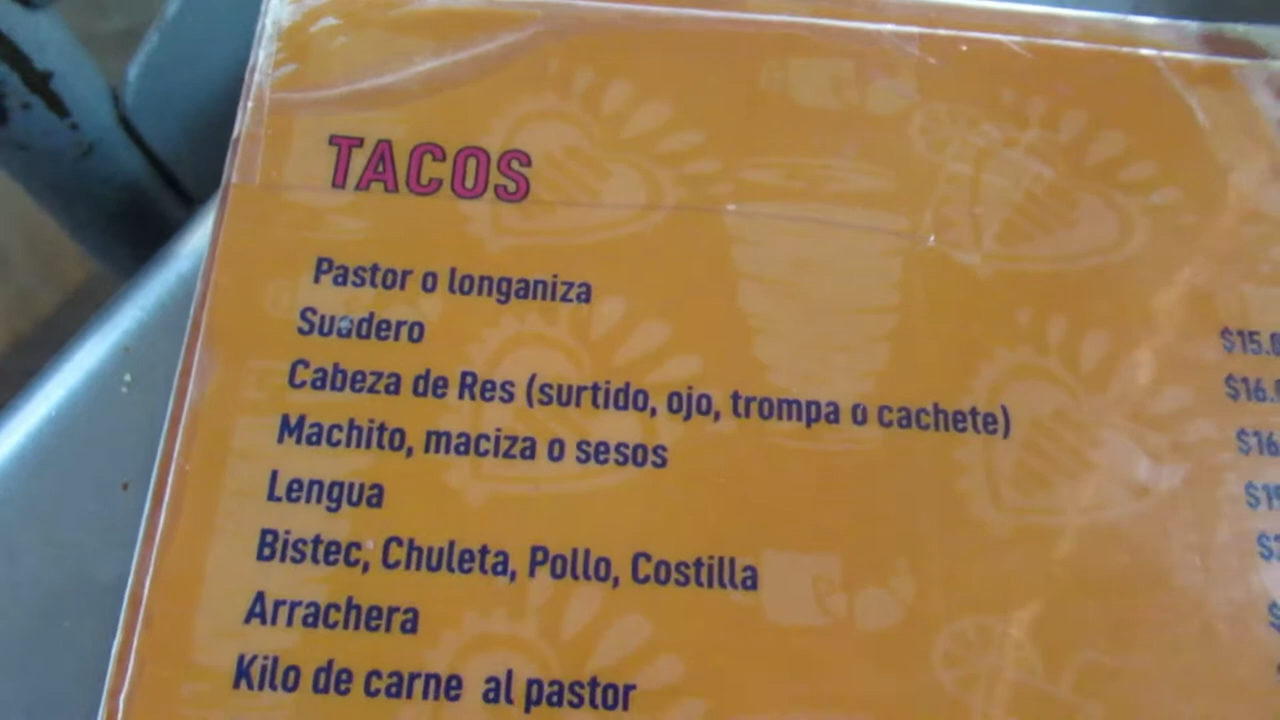 TACOS
Pastor o longaniza
Suadero
Cabeza de Res (surtido, ojo, trompa o cachete)
Machito, maciza o sesos
Lengua
Bistec, Chuleta, Pollo, Costilla
Arrachera
Kilo de carne al pastor